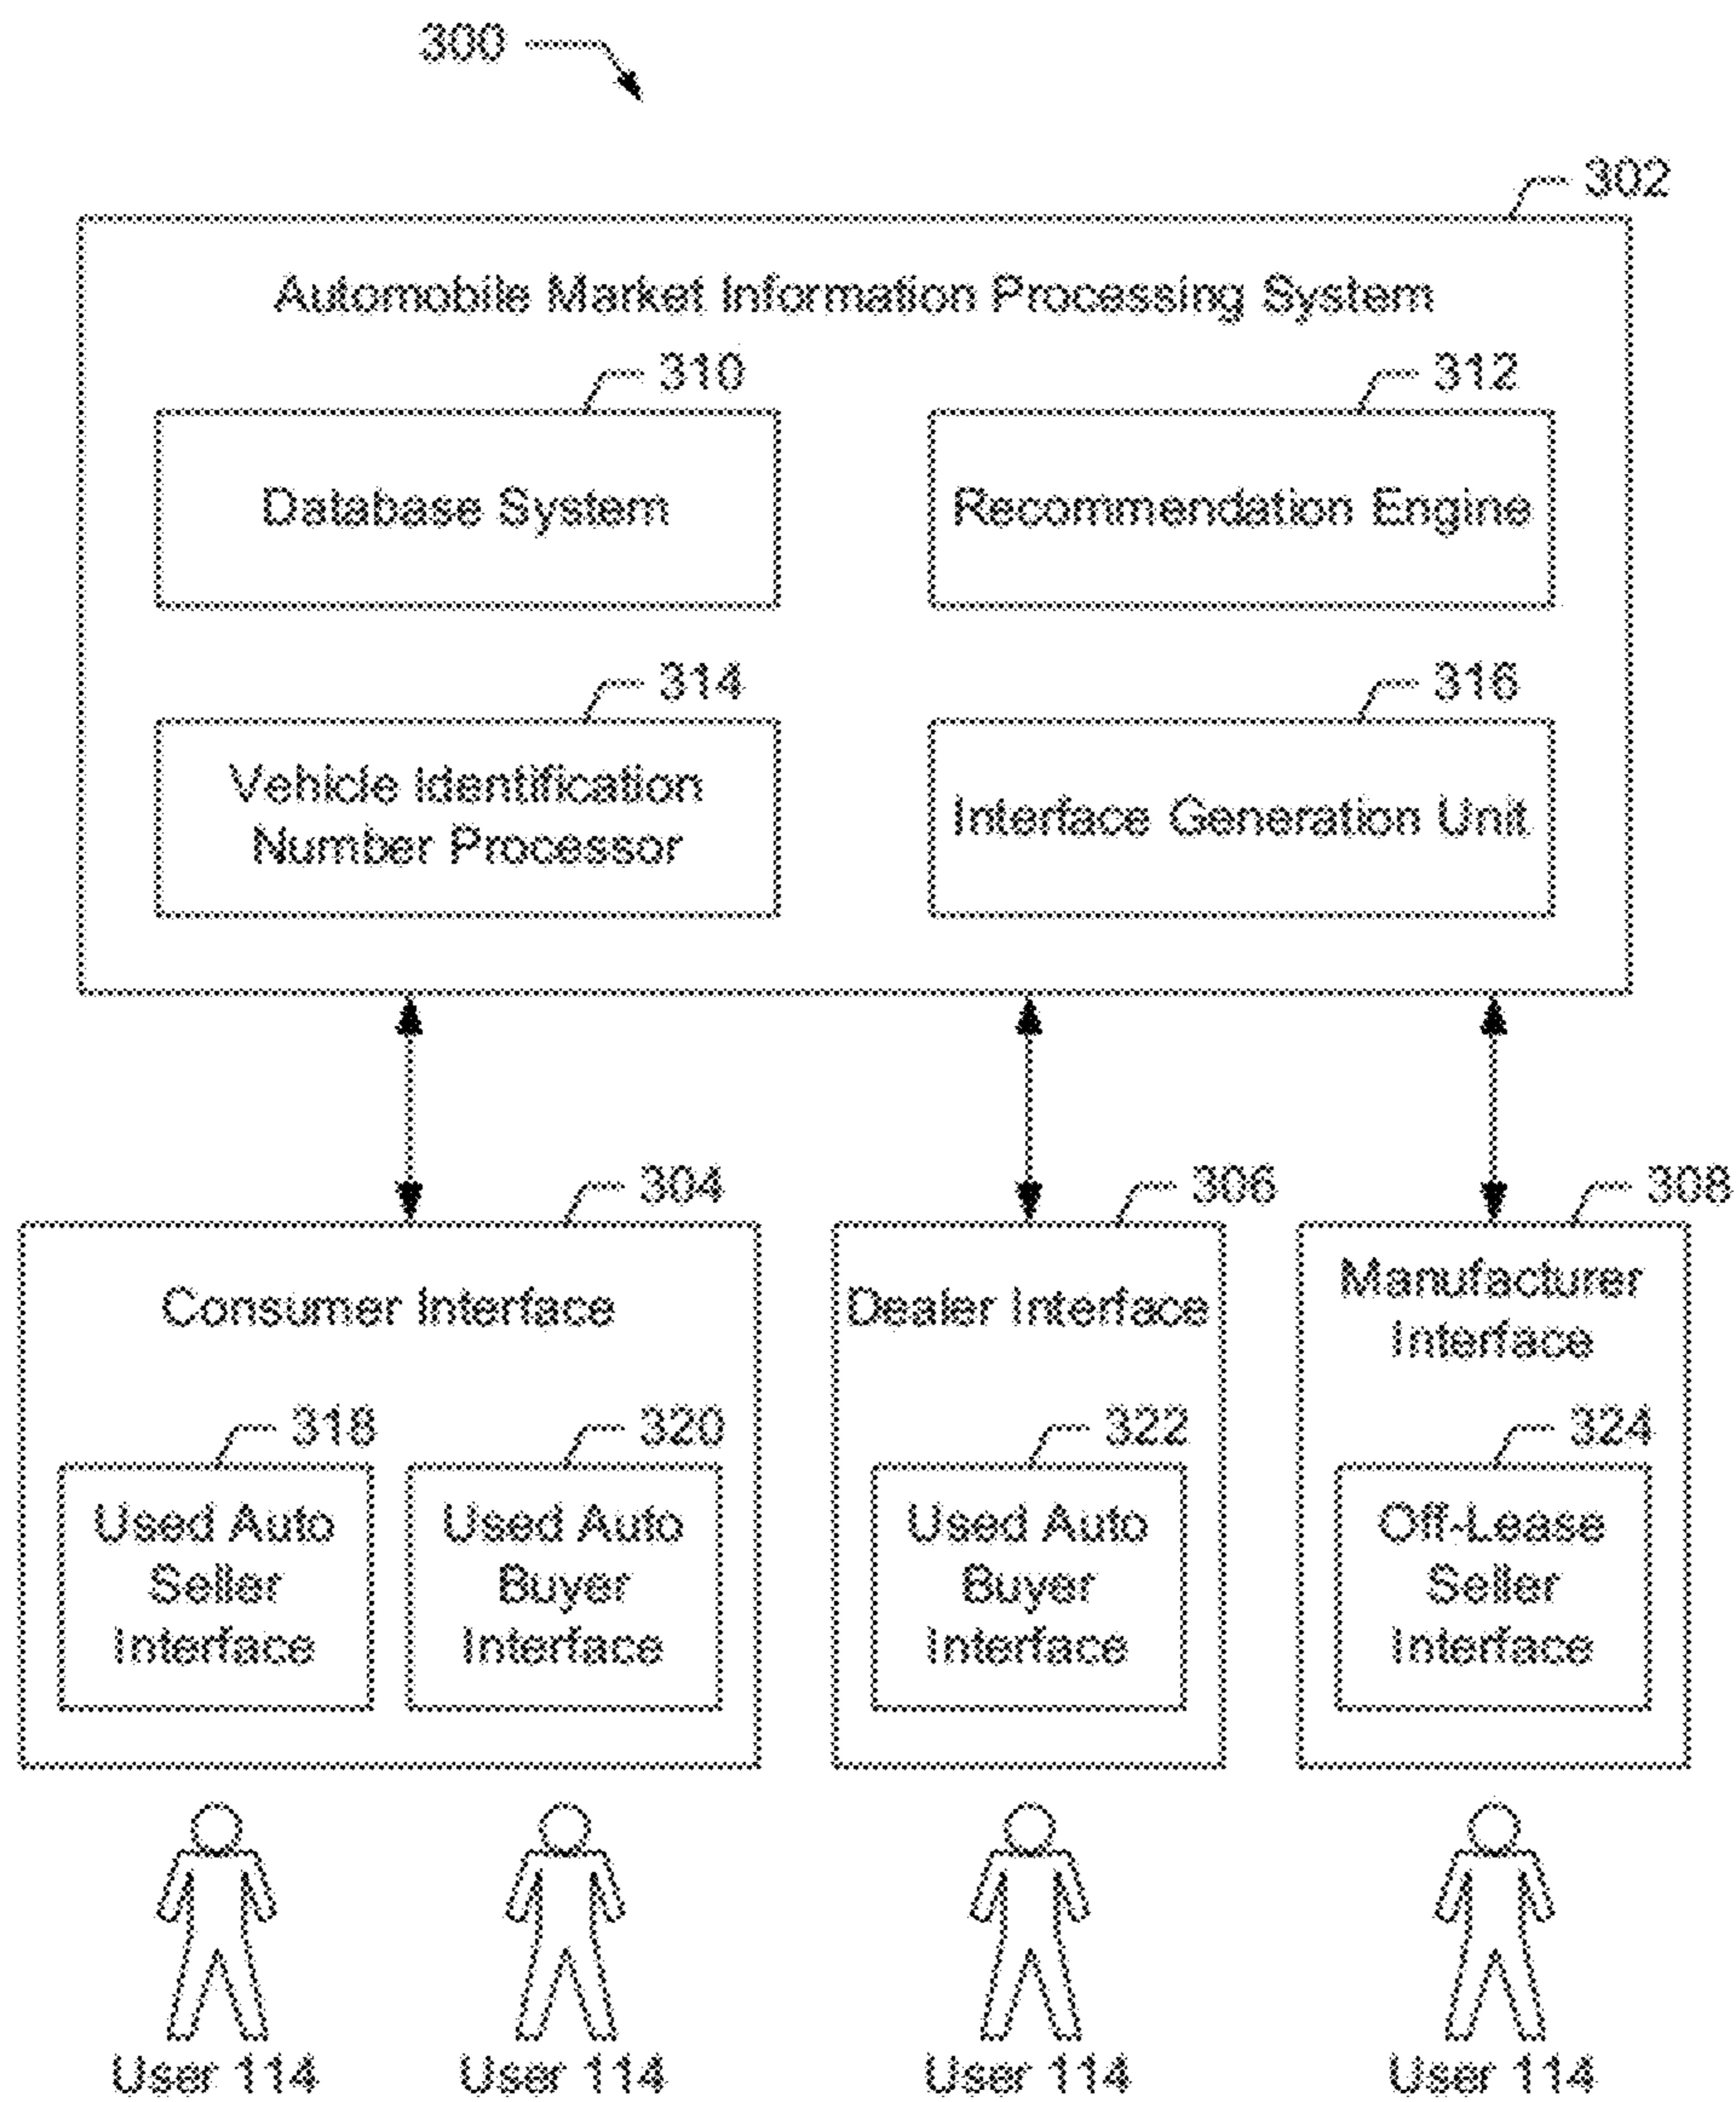 300
302
Automobile Market Information Processing System
310
312
Database System
Recommendation Engine
314
316
Vehicle Identification
Number Processor
Interface Generation Unit
304
306
308
Consumer Interface
Dealer Interface
Manufacturer
Interface
318
320
322
324
Used Auto
Seller
Interface
Used Auto
Buyer
Interface
Used Auto
Buyer
Interface
Off-Lease
Seller
Interface
User 114
User 114
User 114
User 114